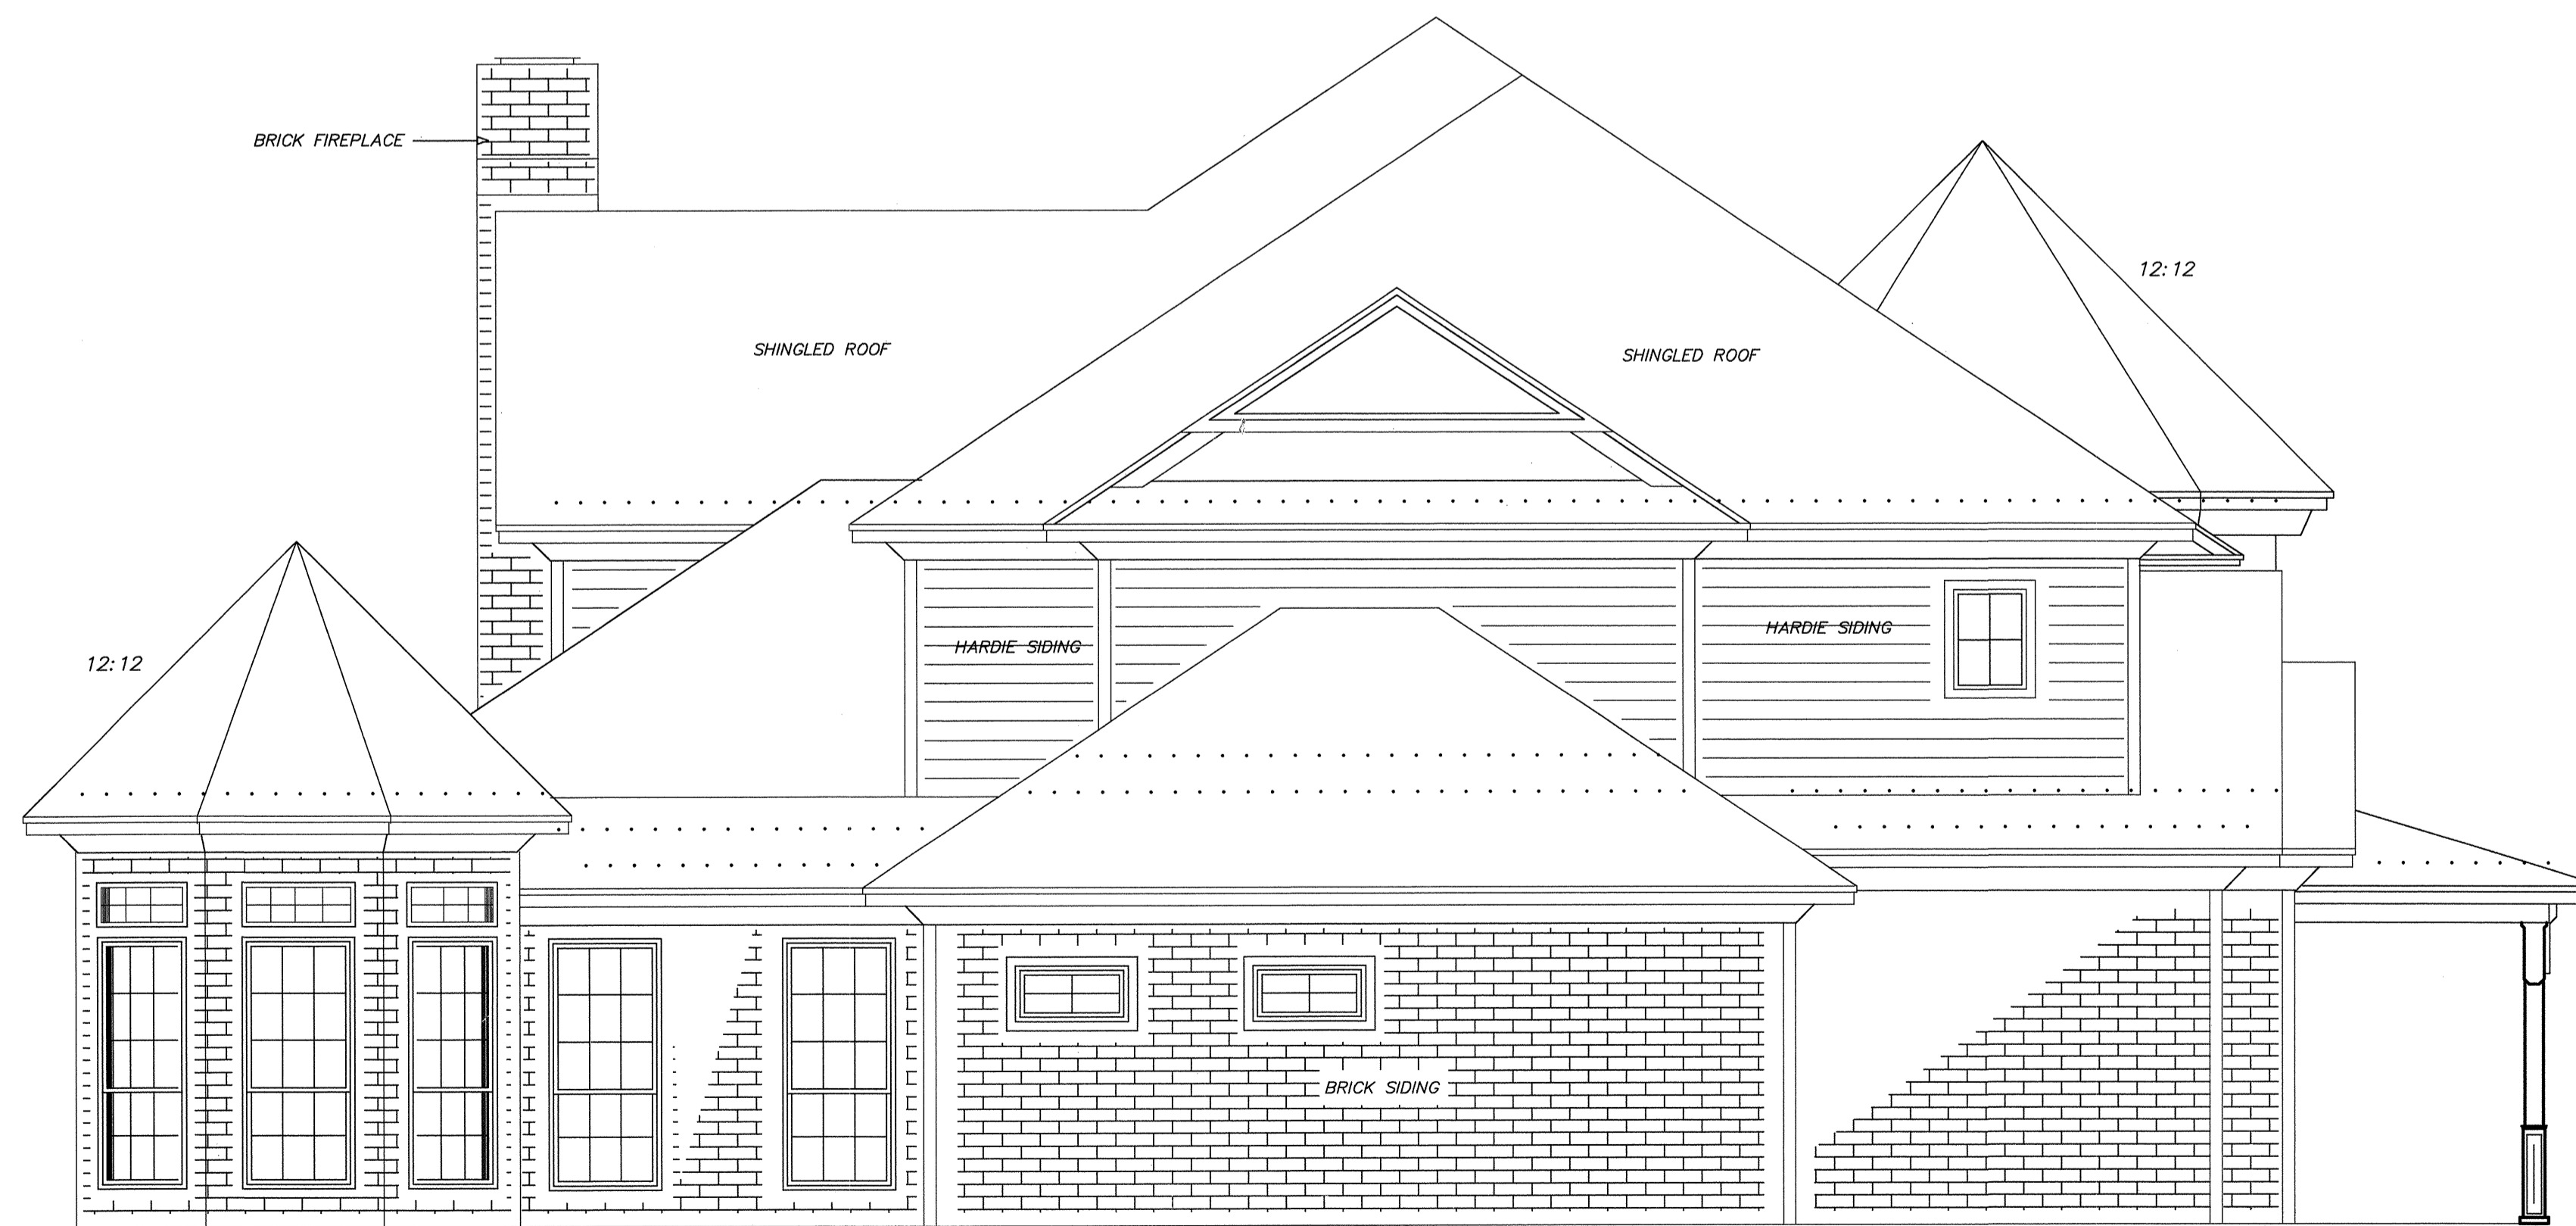 BRICK FIREPLACE
12:12
SHINGLED ROOF
SHINGLED ROOF
HARDIE SIDING
HARDIE SIDING
12:12
BRICK SIDING